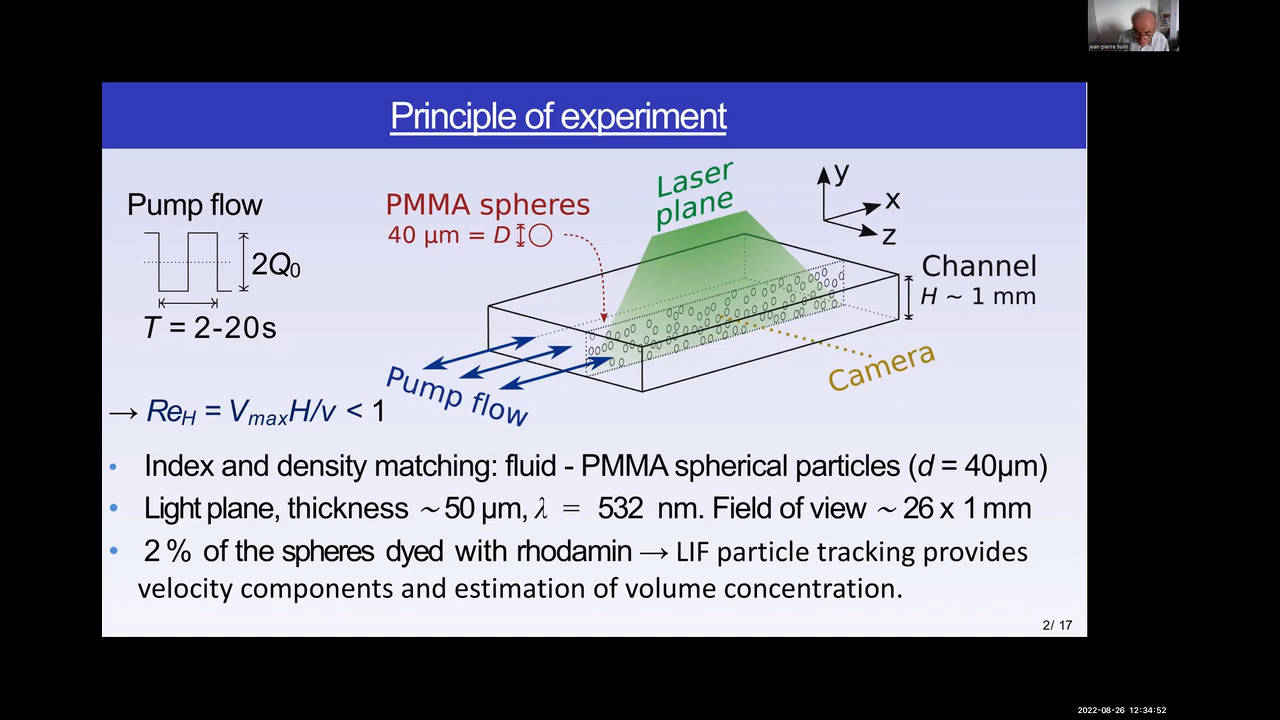 jean-pierre hulin
Principle of experiment
Pump flow
2Q0
T = 2-20s
PMMA spheres
40 µm = D
Laser
plane
y
x
z
Channel
H ~ 1 mm
Camera
Pump flow
→ ReH = VmaxH/ν < 1
• Index and density matching: fluid - PMMA spherical particles (d = 40µm)
• Light plane, thickness ~ 50 µm, λ = 532 nm. Field of view ~ 26 x 1 mm
• 2 % of the spheres dyed with rhodamin → LIF particle tracking provides
velocity components and estimation of volume concentration.
2/ 17
2022-08-26 12:34:52